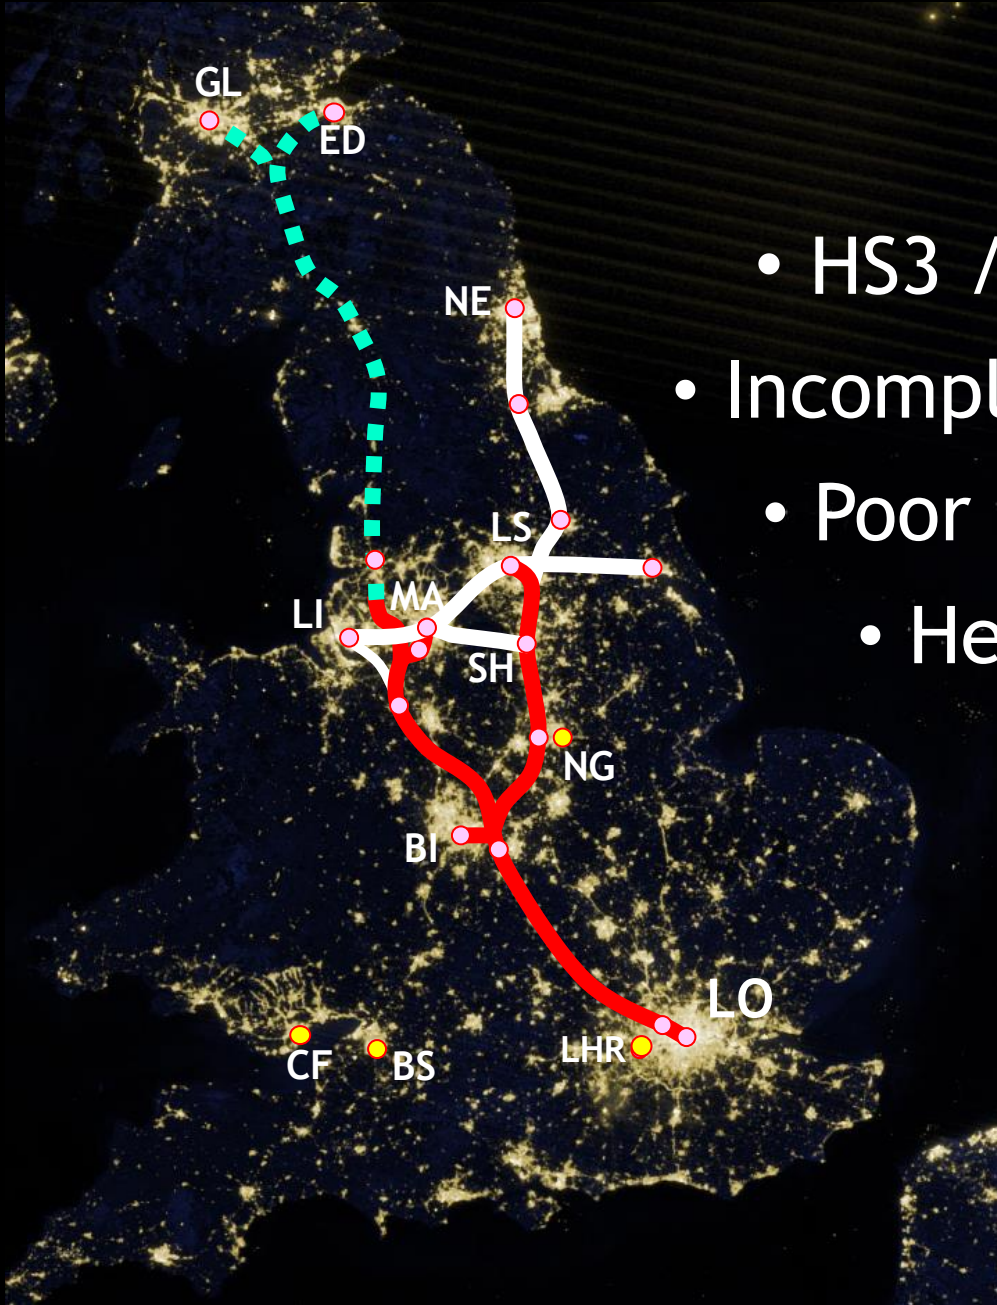 GL
ED
• HS3 /
NE
• Incompl
LS
• Poor
MA
LI
• He
SH
NG
BI
LO
LHR
CF
BS